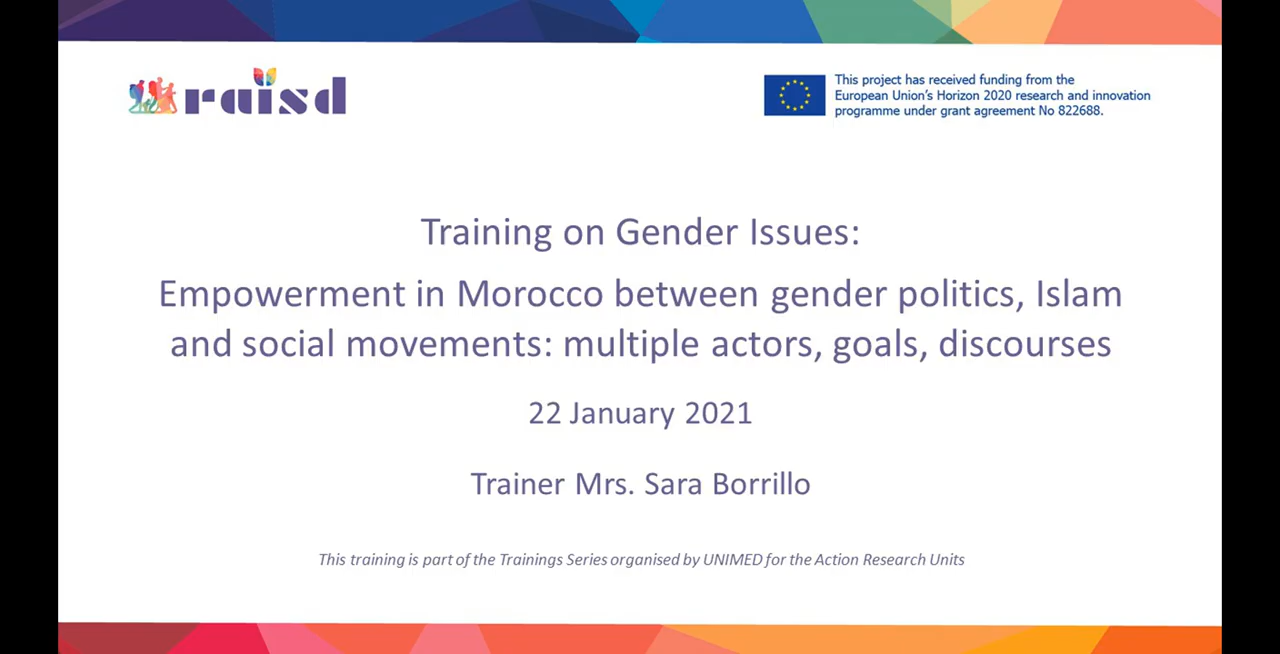 raisd
This project has received funding from the
European Union's Horizon 2020 research and innovation
programme under grant agreement No 822688.
Training on Gender Issues:
Empowerment in Morocco between gender politics, Islam
and social movements: multiple actors, goals, discourses
22 January 2021
Trainer Mrs. Sara Borrillo
This training is part of the Trainings Series organised by UNIMED for the Action Research Units